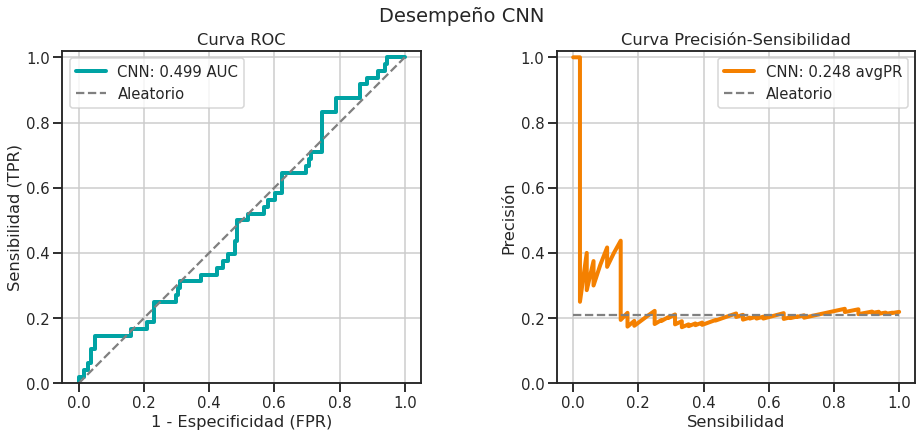 Desempeño CNN
Curva ROC
CNN: 0.499 AUC
Aleatorio
Sensibilidad (TPR)
1.0
0.8
0.6
0.4
0.2
0.0
0.0 0.2 0.4 0.6 0.8 1.0
1 - Especificidad (FPR)
Curva Precisión-Sensibilidad
CNN: 0.248 avgPR
Aleatorio
Precisión
1.0
0.8
0.6
0.4
0.2
0.0
0.0 0.2 0.4 0.6 0.8 1.0
Sensibilidad